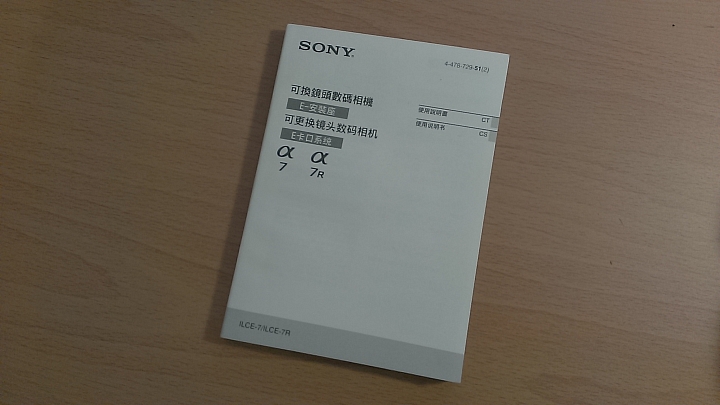 SONY
4-478-729-51(2)
可換鏡頭數碼相機
E-安裝座
可更换镜头数码相机
E卡口系统
α7 α7R
使用說明書 CT
使用说明书 CS
ILCE-7/ILCE-7R